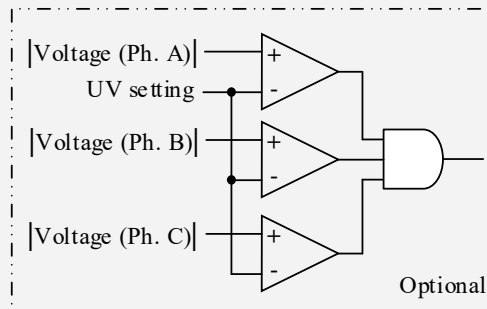 |Voltage (Ph. A)|
+
UV setting
-
|Voltage (Ph. B)|
+
-
|Voltage (Ph. C)|
+
-
Optional